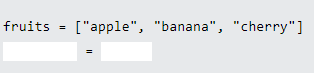 fruits = ["apple", "banana", "cherry"]
=